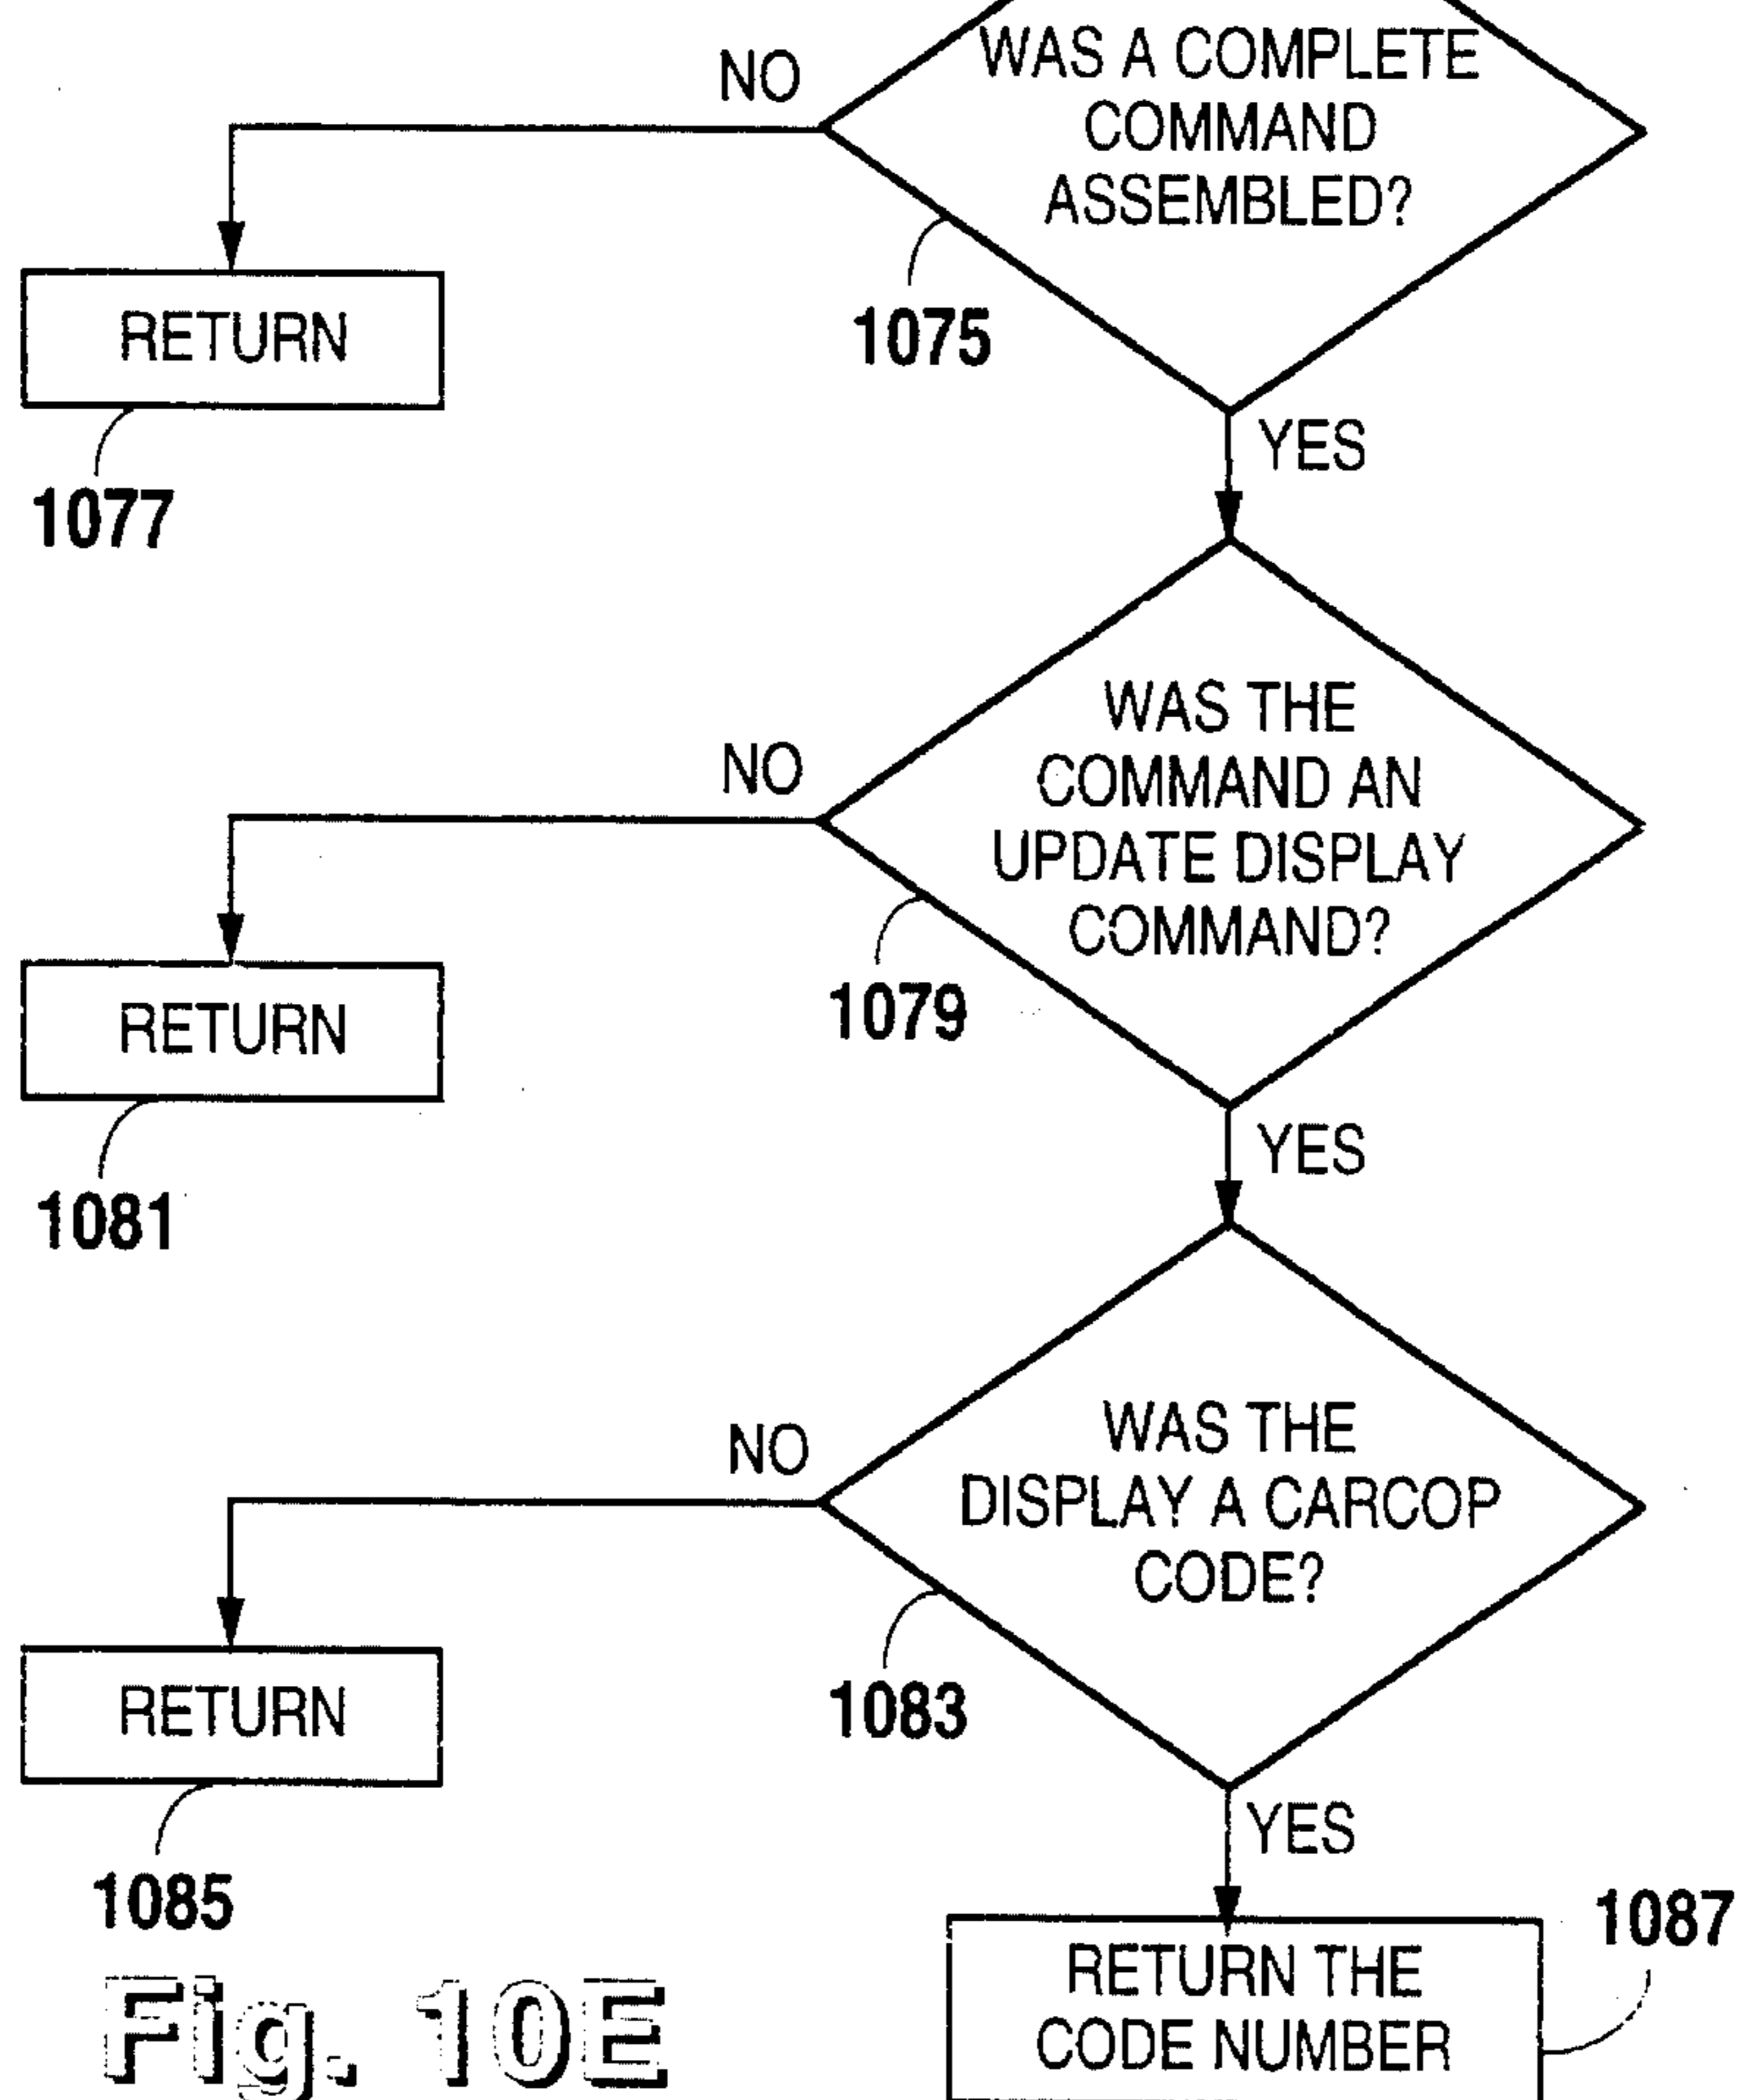 NO
WAS A COMPLETE
COMMAND
ASSEMBLED?
RETURN
1075
1077
YES
WAS THE
COMMAND AN
UPDATE DISPLAY
COMMAND?
NO
RETURN
1079
1081
YES
WAS THE
DISPLAY A CARCOP
CODE?
NO
RETURN
1083
1085
YES
1087
RETURN THE
CODE NUMBER
Fig. 10E